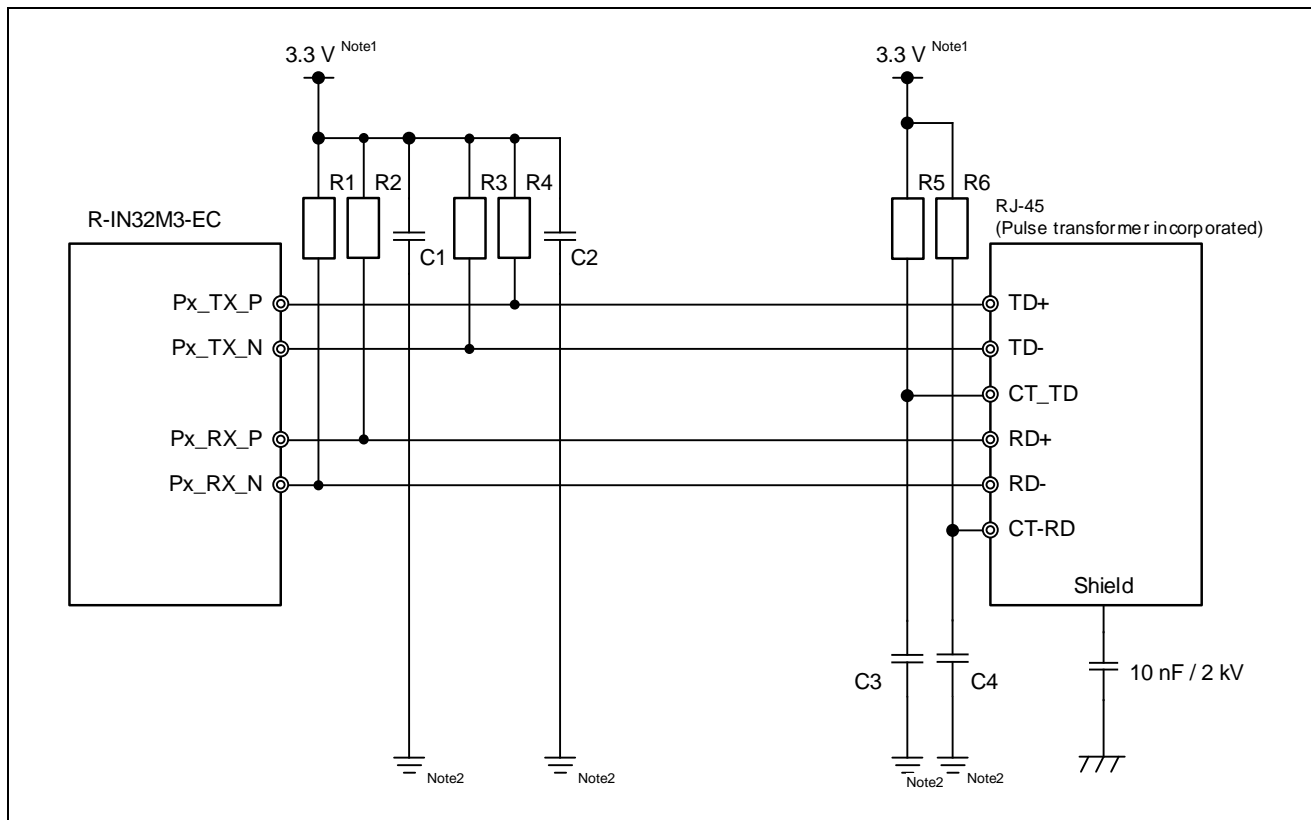 3.3 V Note1
3.3 V Note1
R1
R2
R3
R4
R5
R6
R-IN32M3-EC
RJ-45
(Pulse transformer incorporated)
C1
C2
Px_TX_P
TD+
Px_TX_N
TD-
CT_TD
Px_RX_P
RD+
Px_RX_N
RD-
CT-RD
Shield
C3
C4
10 nF / 2 kV
Note2
Note2
Note2
Note2